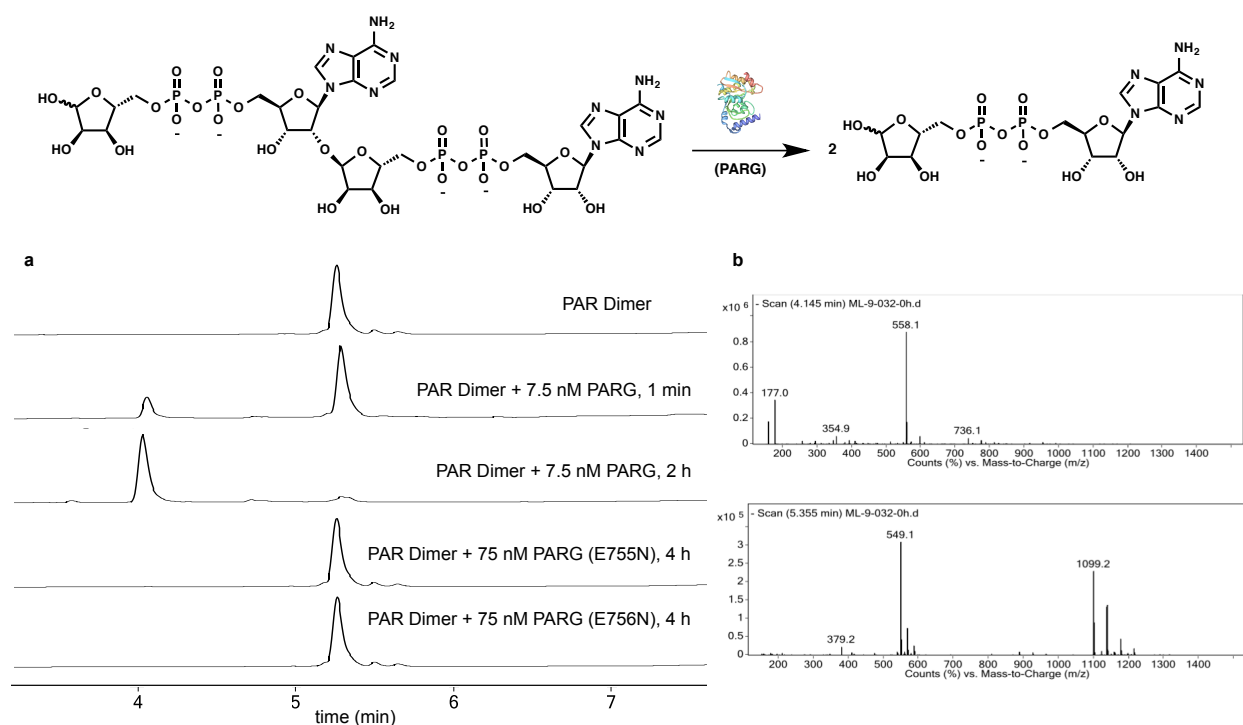 NH2
N
N
N
N
O
O
HO
O
O
P
O
P
O
O
O
-
O
-
HO
OH
HO
O
O
O
P
O
P
O
O
O
-
O
-
HO
OH
NH2
N
N
N
N
O
HO
OH
(PARG)
2
HO
O
O
O
P
O
P
O
O
O
-
O
-
HO
OH
NH2
N
N
N
N
O
HO
OH
a
PAR Dimer
PAR Dimer + 7.5 nM PARG, 1 min
PAR Dimer + 7.5 nM PARG, 2 h
PAR Dimer + 75 nM PARG (E755N), 4 h
PAR Dimer + 75 nM PARG (E756N), 4 h
4 5 6 7
time (min)
b
x10 6
- Scan (4.145 min) ML-9-032-0h.d
558.1
0.8
0.6
0.4
177.0
0.2
354.9
736.1
0
200 300 400 500 600 700 800 900 1000 1100 1200 1300 1400
Counts (%) vs. Mass-to-Charge (m/z)
x10 5
- Scan (5.355 min) ML-9-032-0h.d
549.1
3
2.5
1099.2
2
1.5
1
0.5
379.2
0
200 300 400 500 600 700 800 900 1000 1100 1200 1300 1400
Counts (%) vs. Mass-to-Charge (m/z)